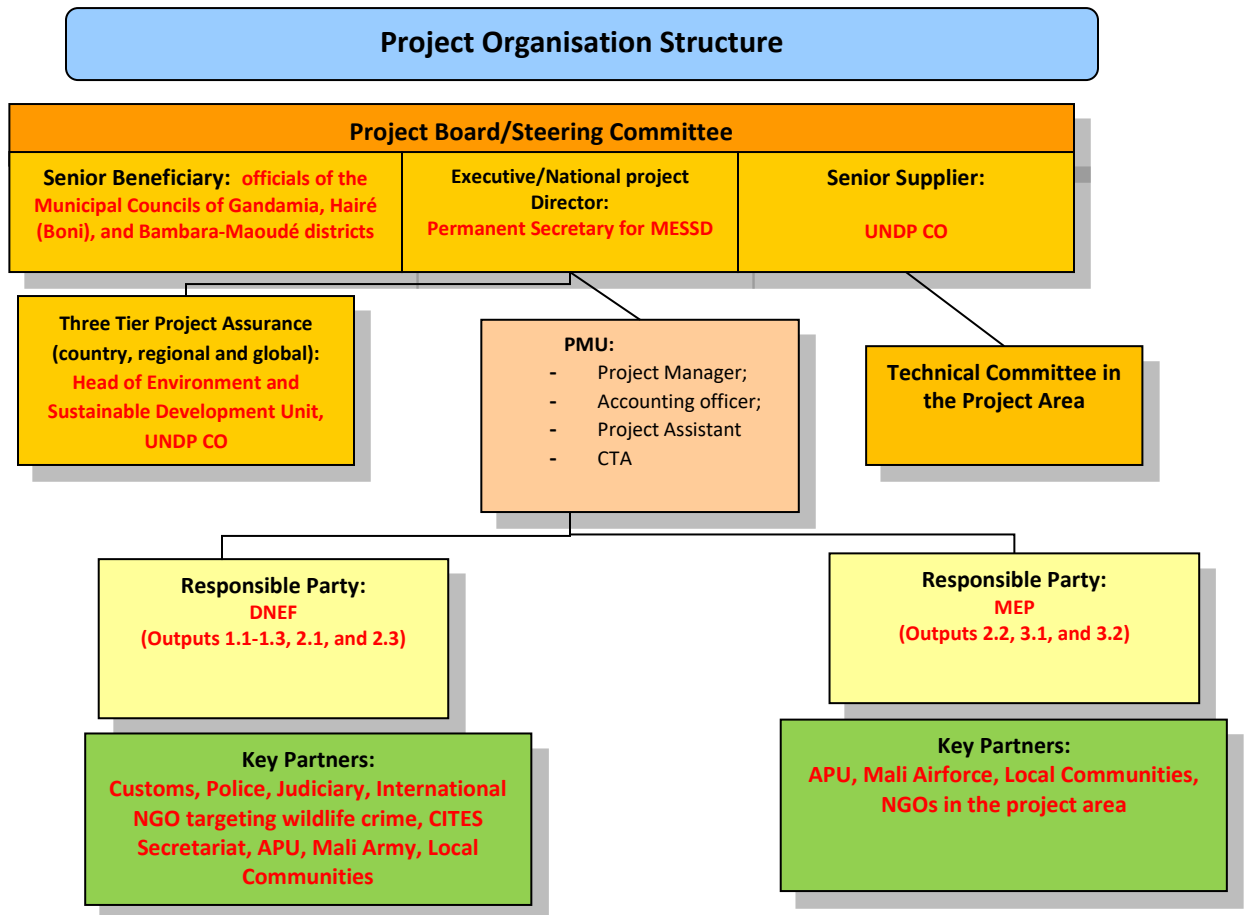 Project Organisation Structure
Project Board/Steering Committee
Senior Beneficiary: officials of the
Municipal Councils of Gandamia, Hairé
(Boni), and Bambara-Maoudé districts
Executive/National project
Director:
Permanent Secretary for MESSD
Senior Supplier:
UNDP CO
Three Tier Project Assurance
(country, regional and global):
Head of Environment and
Sustainable Development Unit,
UNDP CO
PMU:
- Project Manager;
- Accounting officer;
- Project Assistant
- CTA
Technical Committee in
the Project Area
Responsible Party:
DNEF
(Outputs 1.1-1.3, 2.1, and 2.3)
Responsible Party:
MEP
(Outputs 2.2, 3.1, and 3.2)
Key Partners:
Customs, Police, Judiciary, International
NGO targeting wildlife crime, CITES
Secretariat, APU, Mali Army, Local
Communities
Key Partners:
APU, Mali Airforce, Local Communities,
NGOs in the project area